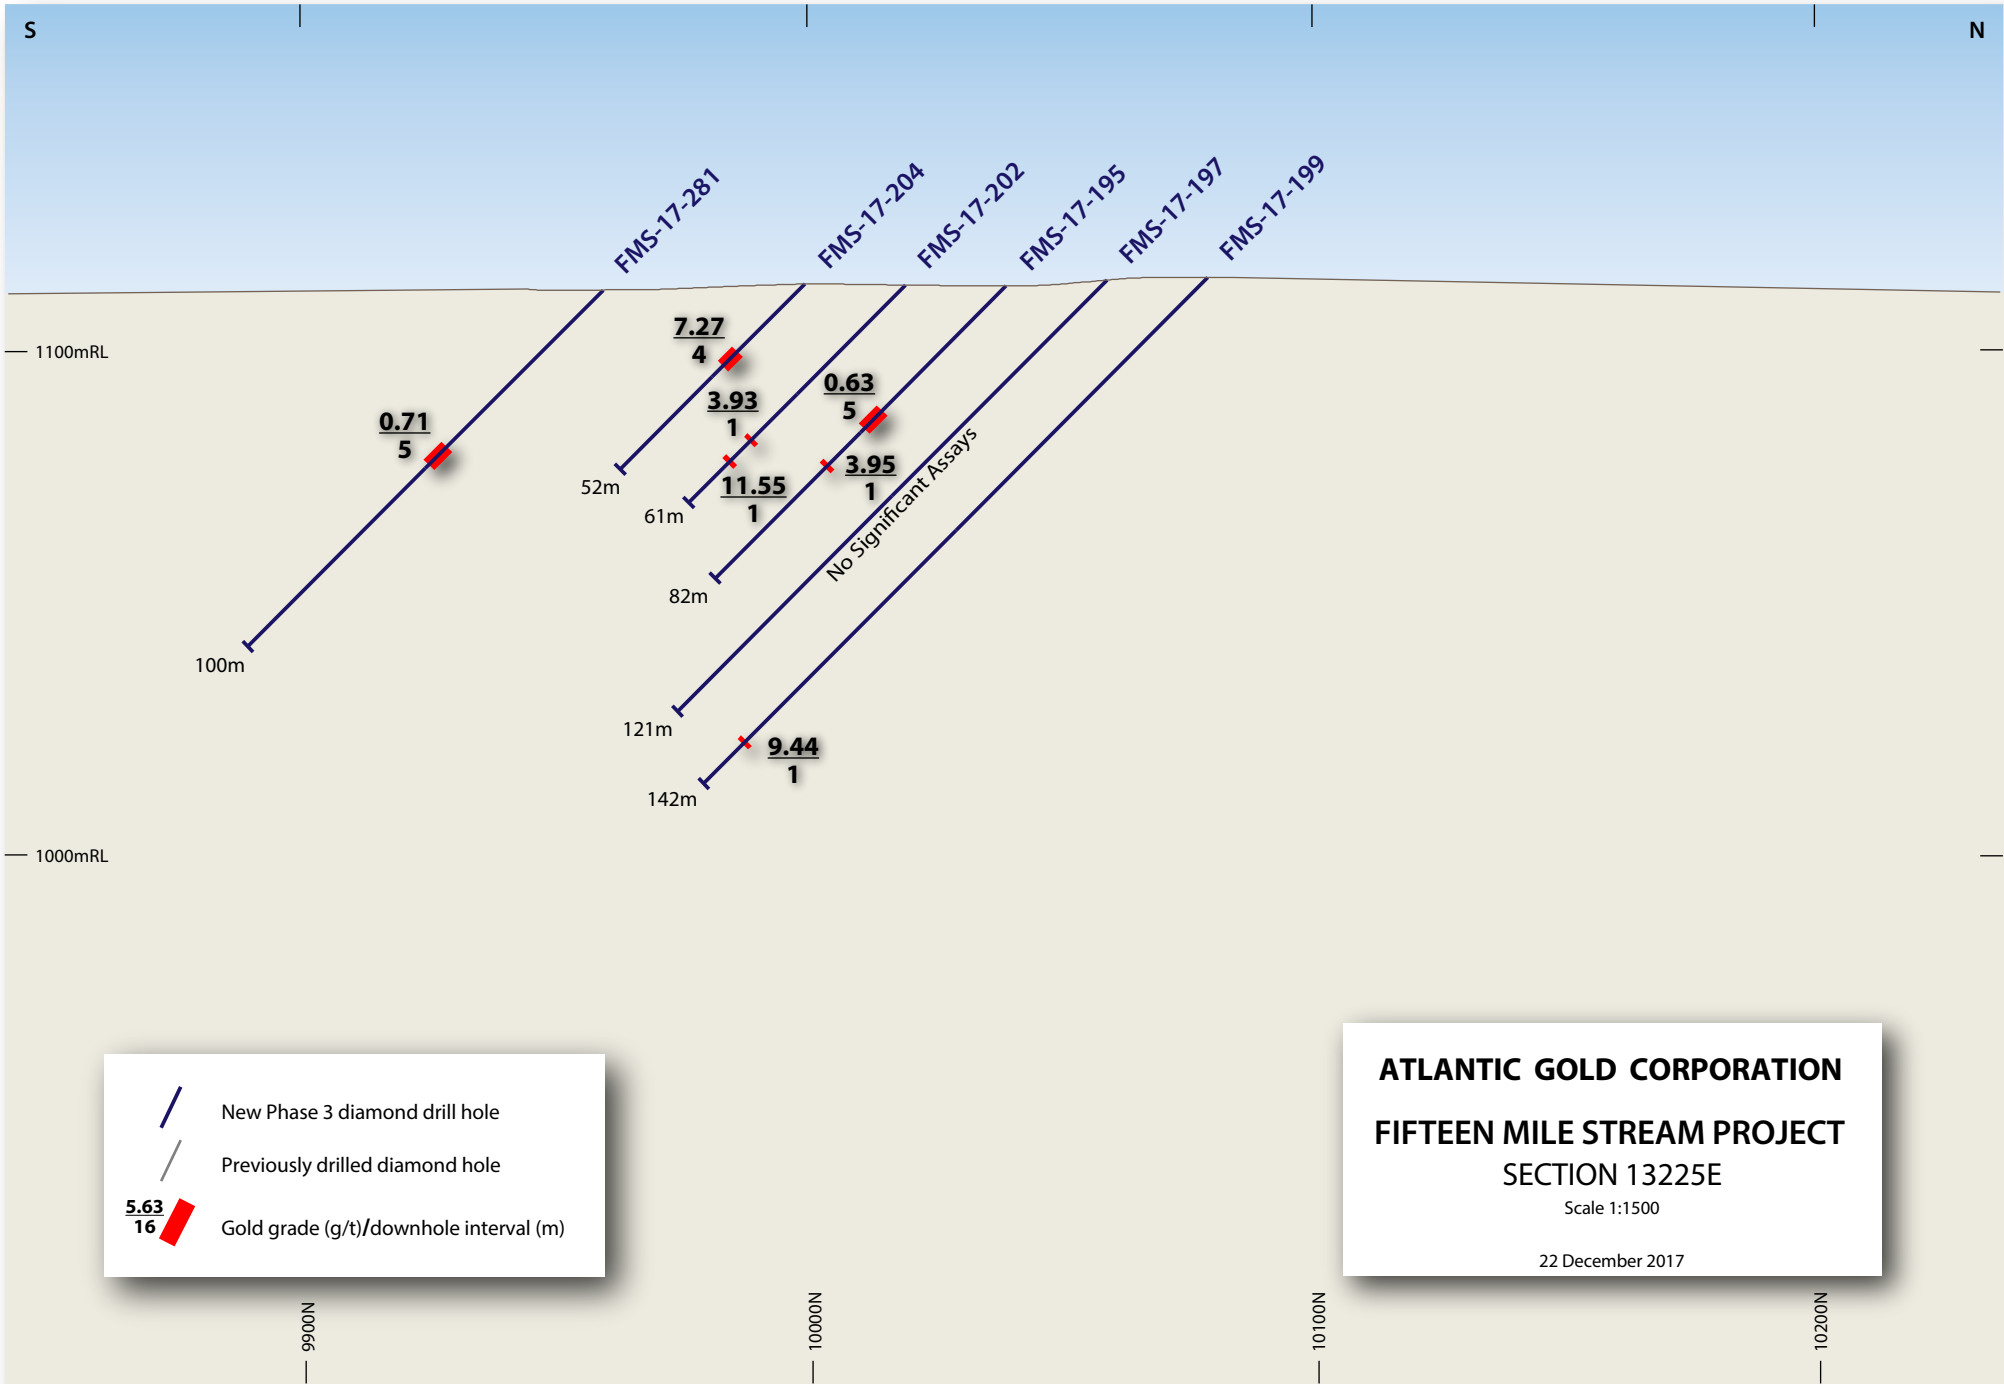 S
N
FMS-17-281
FMS-17-204
FMS-17-202
FMS-17-195
FMS-17-197
FMS-17-199
1100mRL
7.27
4
0.71
5
3.93
1
0.63
5
11.55
1
3.95
1
No Significant Assays
52m
61m
82m
100m
121m
9.44
1
142m
1000mRL
New Phase 3 diamond drill hole
Previously drilled diamond hole
5.63
16
Gold grade (g/t)/downhole interval (m)
ATLANTIC GOLD CORPORATION
FIFTEEN MILE STREAM PROJECT
SECTION 13225E
Scale 1:1500
22 December 2017
9900N
10000N
10100N
10200N